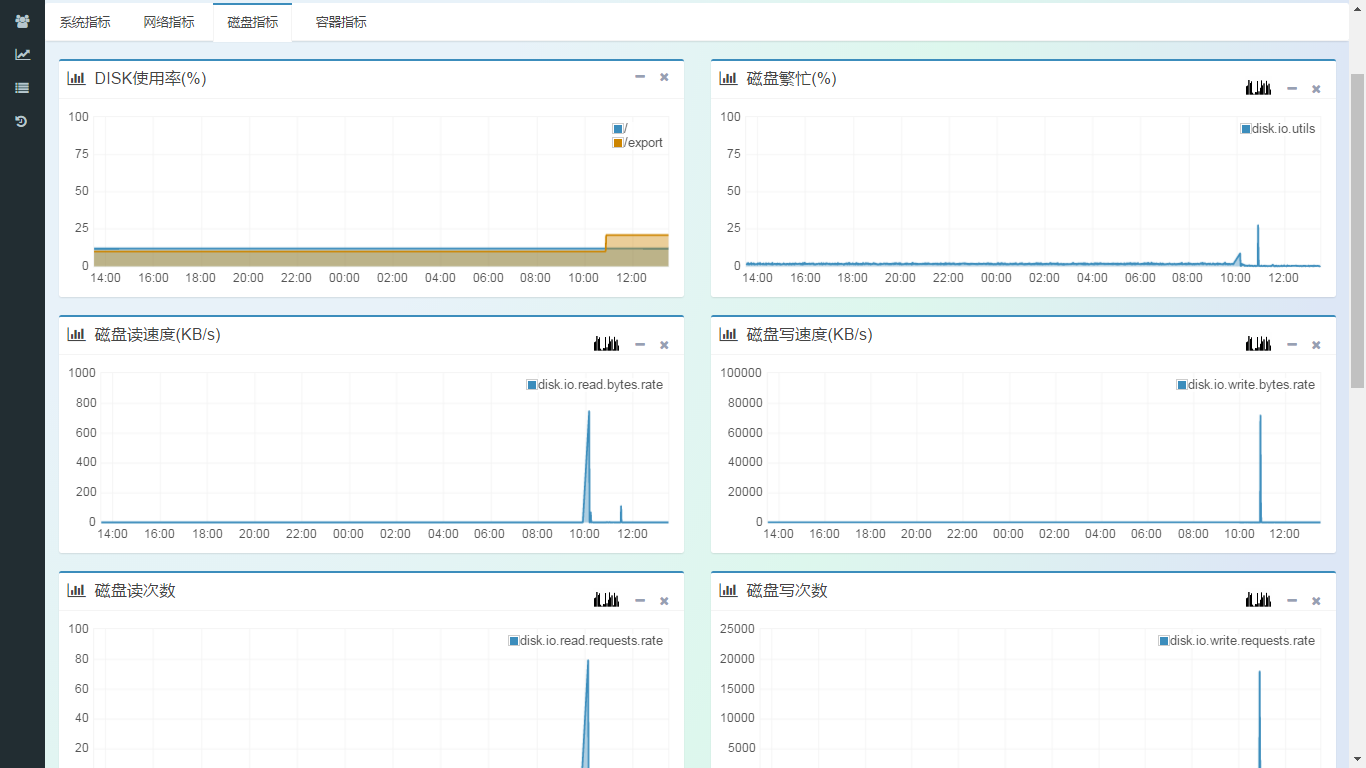 系统指标 网络指标 磁盘指标 容器指标
DISK使用率(%)
100
75
50
25
0
/
/export
14:00 16:00 18:00 20:00 22:00 00:00 02:00 04:00 06:00 08:00 10:00 12:00
磁盘繁忙(%)
100
75
50
25
0
disk.io.utils
14:00 16:00 18:00 20:00 22:00 00:00 02:00 04:00 06:00 08:00 10:00 12:00
磁盘读速度(KB/s)
1000
800
600
400
200
0
disk.io.read.bytes.rate
14:00 16:00 18:00 20:00 22:00 00:00 02:00 04:00 06:00 08:00 10:00 12:00
磁盘写速度(KB/s)
100000
80000
60000
40000
20000
0
disk.io.write.bytes.rate
14:00 16:00 18:00 20:00 22:00 00:00 02:00 04:00 06:00 08:00 10:00 12:00
磁盘读次数
100
80
60
40
20
disk.io.read.requests.rate
磁盘写次数
25000
20000
15000
10000
5000
disk.io.write.requests.rate